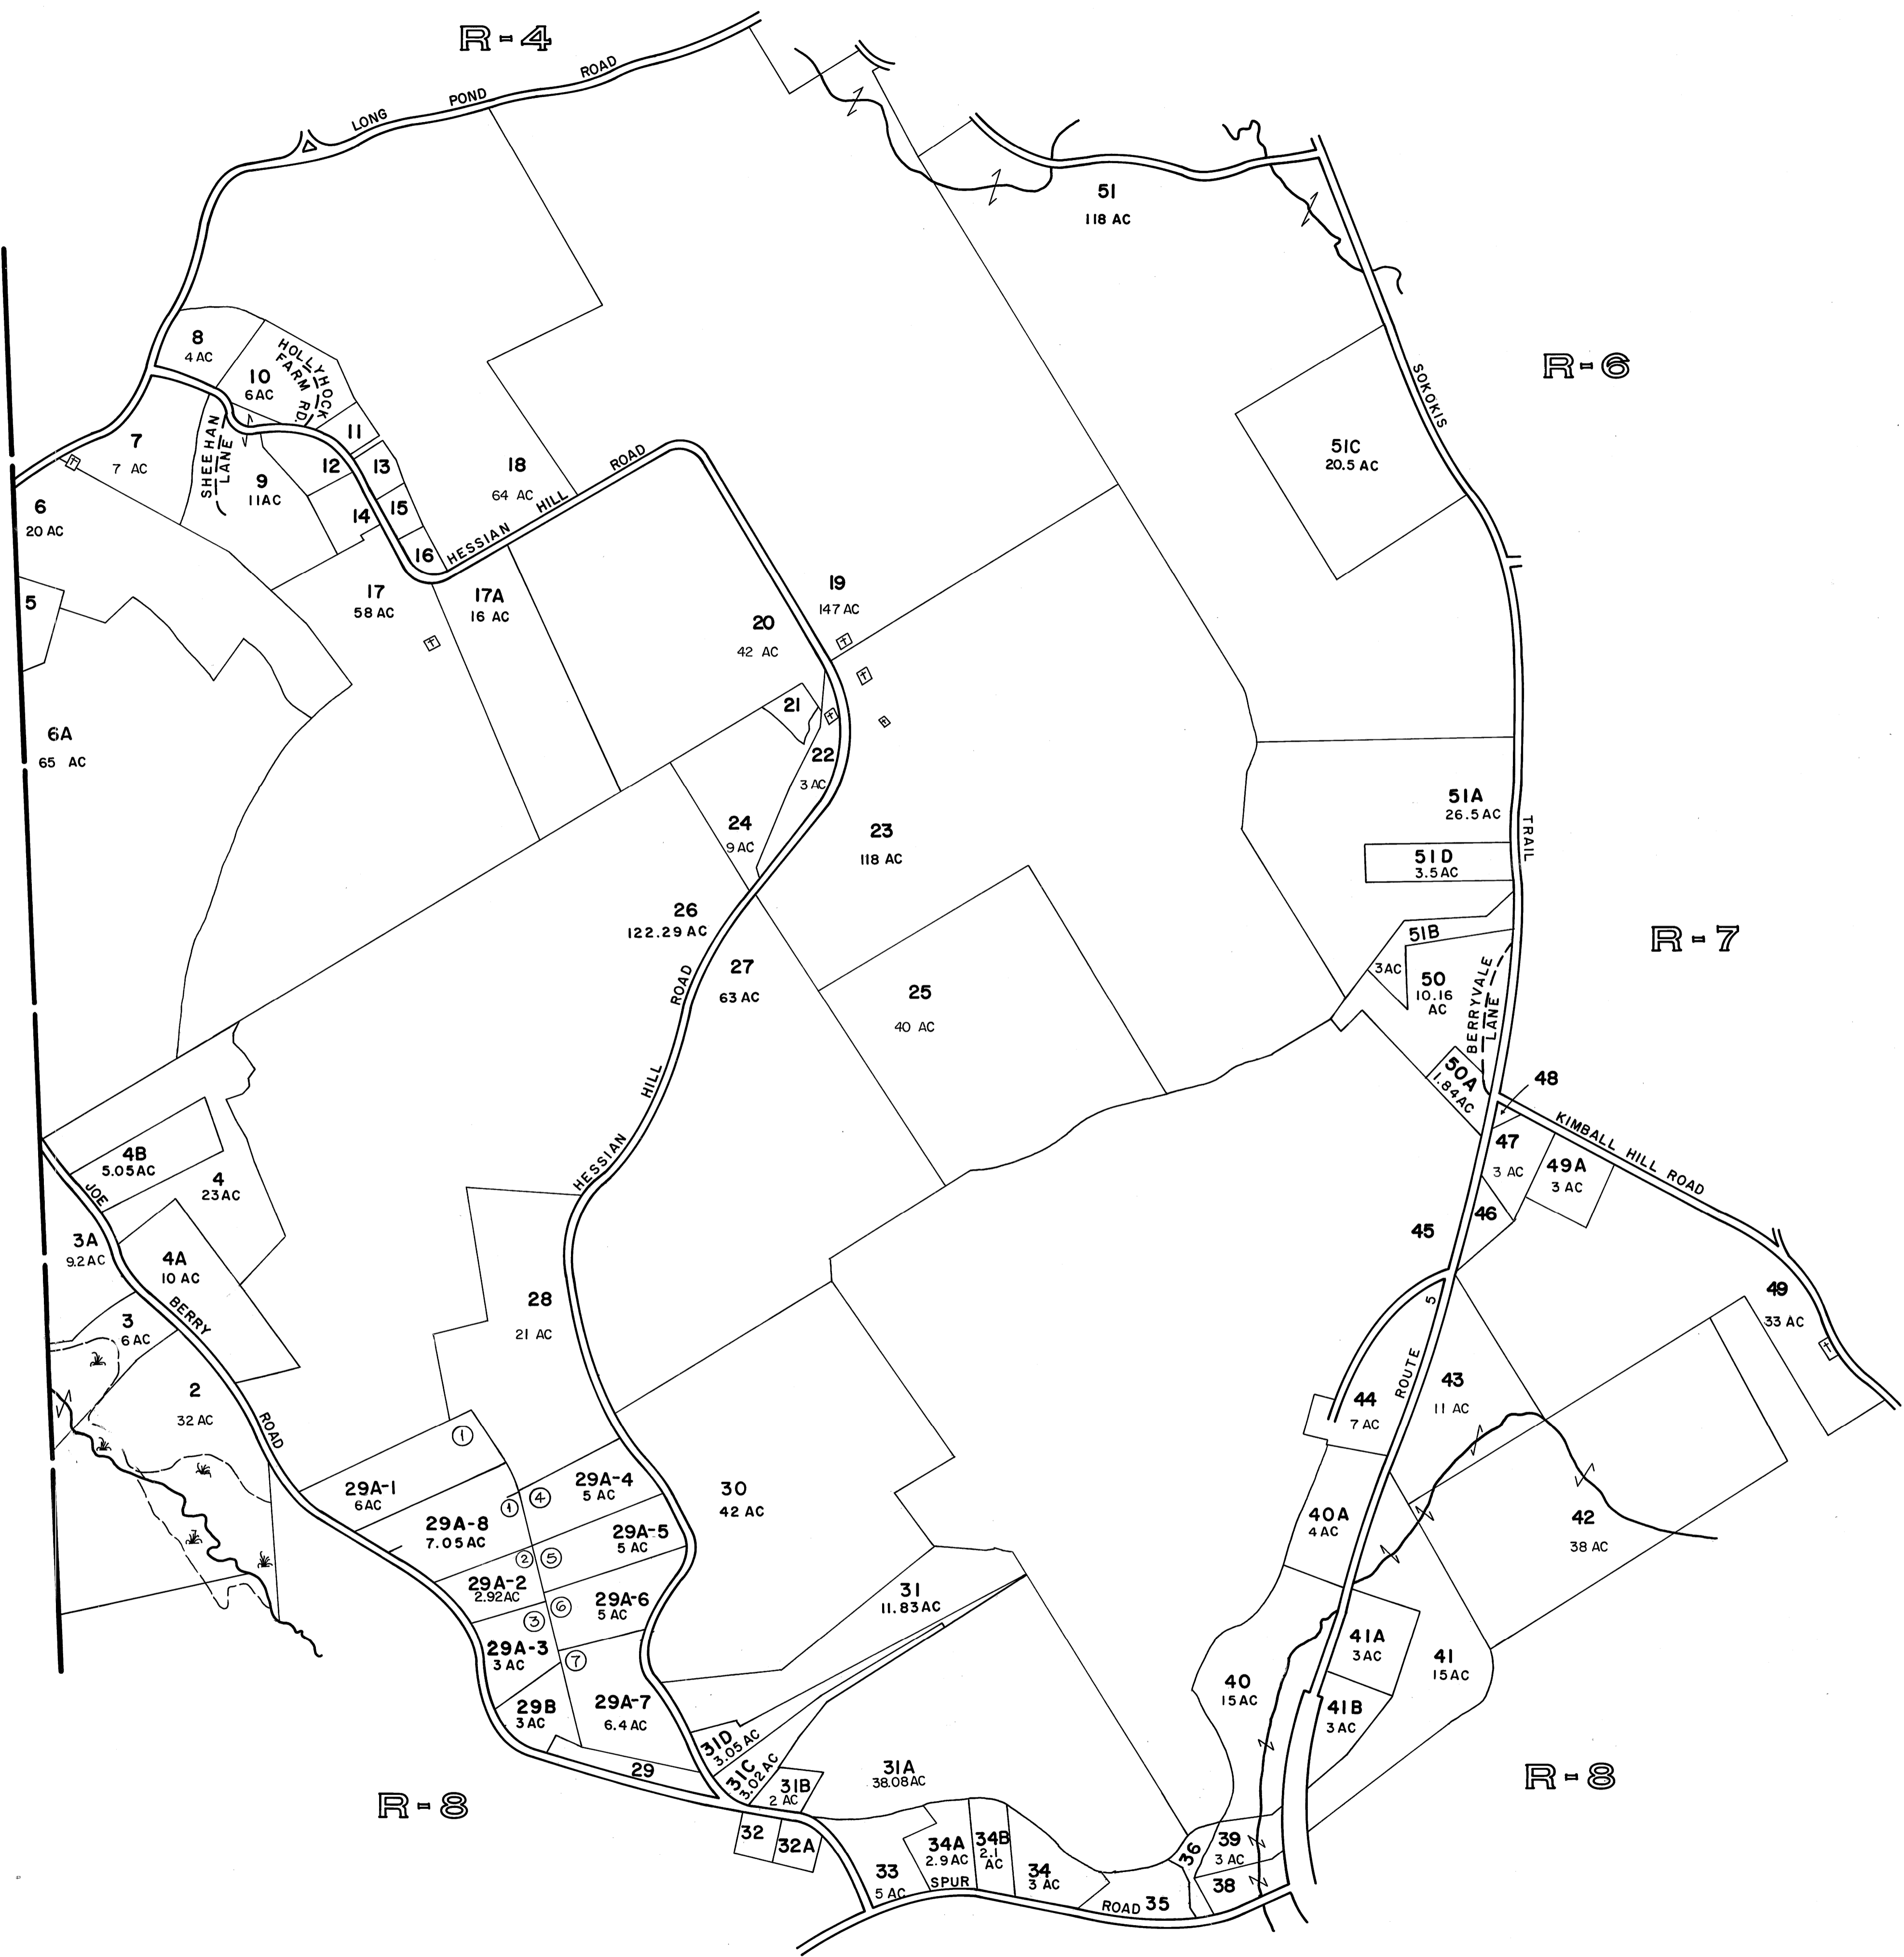 R-4
LONG POND ROAD
51
118 AC
8
4 AC
HOLLYHOCK
FARM RD.
10
6 AC
R-6
SOKOKIS
11
7
7 AC
SHEEHAN
LANE
9
11 AC
12
13
18
64 AC
51C
20.5 AC
6
20 AC
14
15
16
HESSIAN HILL ROAD
5
17
58 AC
17A
16 AC
19
147 AC
20
42 AC
21
6A
65 AC
22
3 AC
24
9 AC
23
118 AC
51A
26.5 AC
TRAIL
51D
3.5 AC
26
122.29 AC
51B
3 AC
R-7
27
63 AC
25
40 AC
50
10.16
AC
BERRYVALE
LANE
50A
1.84 AC
48
KIMBALL HILL ROAD
HESSIAN HILL ROAD
4B
5.05 AC
4
23 AC
47
3 AC
49A
3 AC
JOE BERRY ROAD
3A
9.2 AC
4A
10 AC
45
46
3
6 AC
28
21 AC
49
33 AC
2
32 AC
ROUTE 5
44
7 AC
43
11 AC
1
29A-1
6 AC
29A-4
5 AC
1
4
30
42 AC
29A-8
7.05 AC
29A-5
5 AC
40A
4 AC
42
38 AC
2
5
29A-2
2.92 AC
29A-6
5 AC
6
3
31
11.83 AC
29A-3
3 AC
7
41A
3 AC
41
15 AC
40
15 AC
29B
3 AC
29A-7
6.4 AC
41B
3 AC
31D
3.05 AC
31C
3.02 AC
29
31B
2 AC
31A
38.08 AC
R-8
R-8
32
32A
33
5 AC
34A
2.9 AC
34B
2.1
AC
34
3 AC
36
39
3 AC
38
SPUR ROAD
35